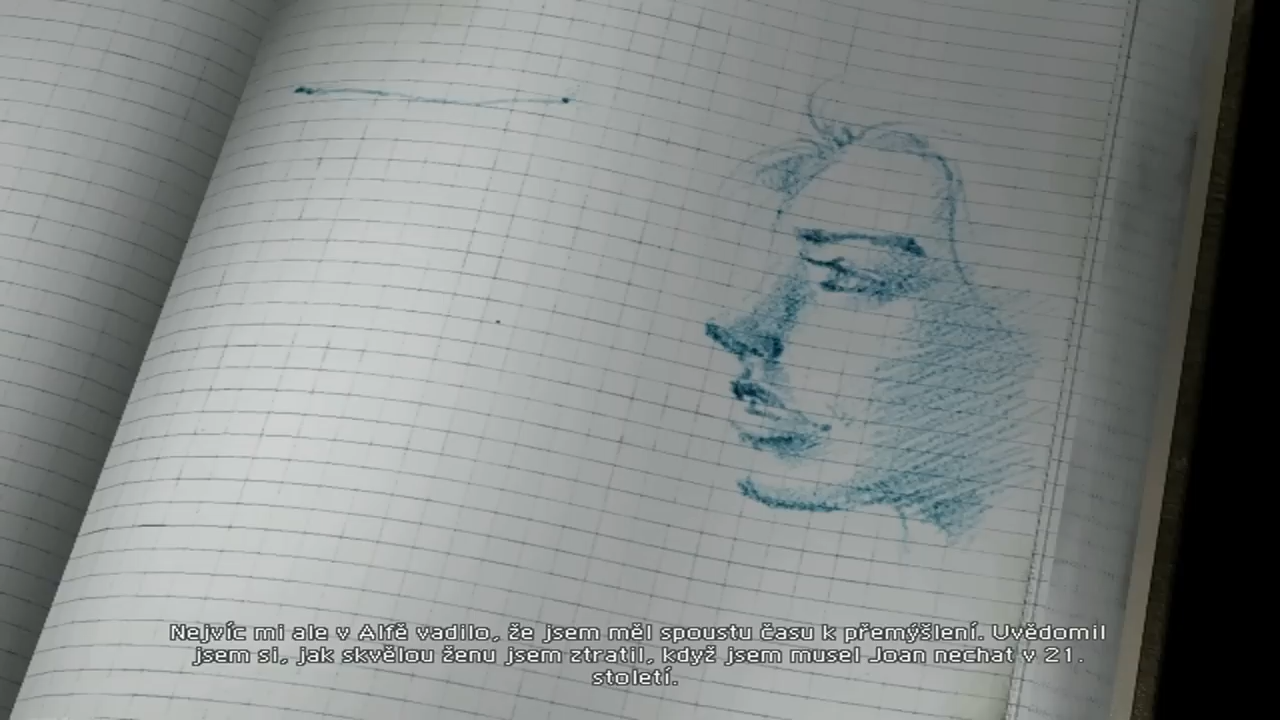 Nejvíc mi ale v Alfě vadilo, že jsem měl spoustu času k přemýšlení. Uvědomil
jsem si, jak skvělou ženu jsem ztratil, když jsem musel Joan nechat v 21.
století.